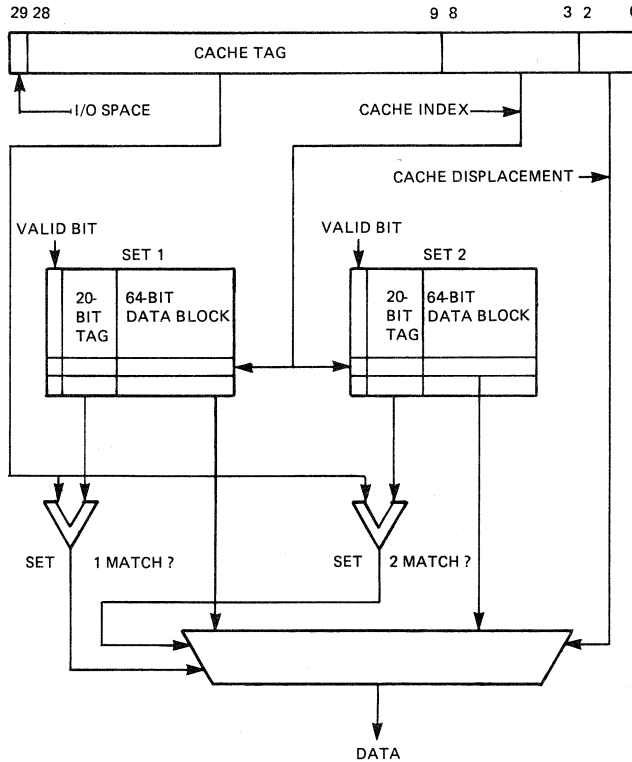 29 28 9 8 3 2
CACHE TAG
I/O SPACE
CACHE INDEX
CACHE DISPLACEMENT
VALID BIT
VALID BIT
SET 1
SET 2
20-
BIT
TAG
64-BIT
DATA BLOCK
20-
BIT
TAG
64-BIT
DATA BLOCK
SET 1 MATCH ?
SET 2 MATCH ?
DATA